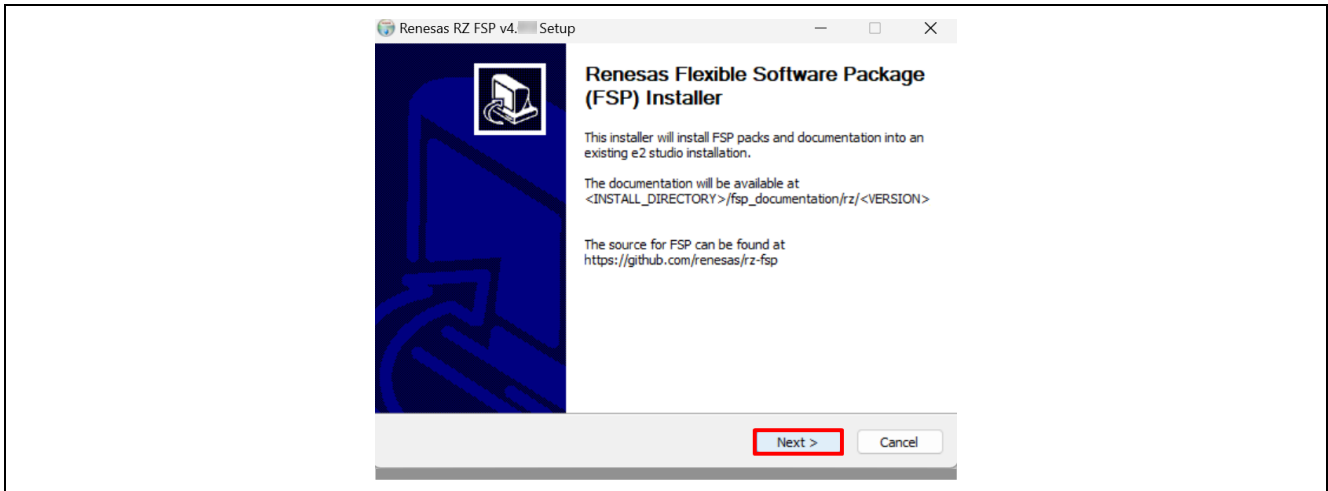 Renesas RZ FSP v4. Setup
Renesas Flexible Software Package
(FSP) Installer
This installer will install FSP packs and documentation into an
existing e2 studio installation.
The documentation will be available at
<INSTALL_DIRECTORY>/fsp_documentation/rz/<VERSION>
The source for FSP can be found at
https://github.com/renesas/rz-fsp
Next >
Cancel